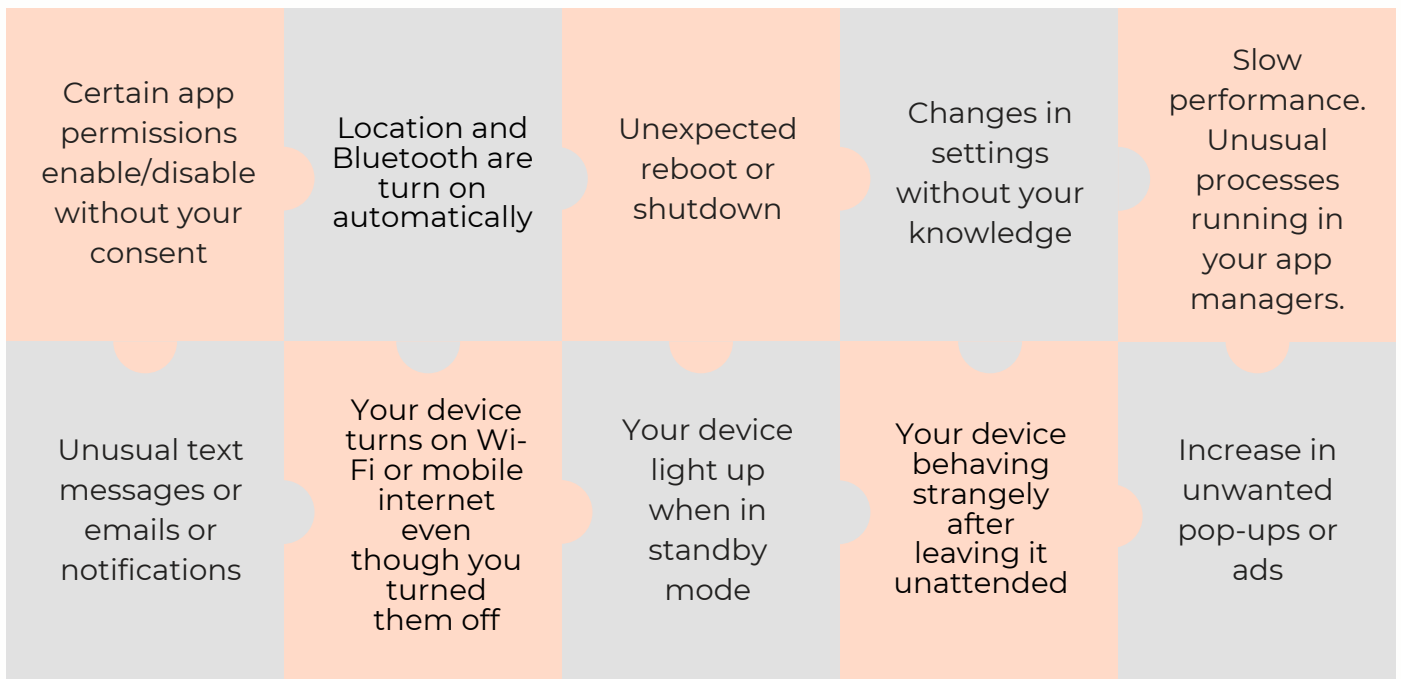 Certain app
permissions
enable/disable
without your
consent
Location and
Bluetooth are
turn on
automatically
Unexpected
reboot or
shutdown
Changes in
settings
without your
knowledge
Slow
performance.
Unusual
processes
running in
your app
managers.
Unusual text
messages or
emails or
notifications
Your device
turns on Wi-
Fi or mobile
internet
even
though you
turned
them off
Your device
light up
when in
standby
mode
Your device
behaving
strangely
after
leaving it
unattended
Increase in
unwanted
pop-ups or
ads